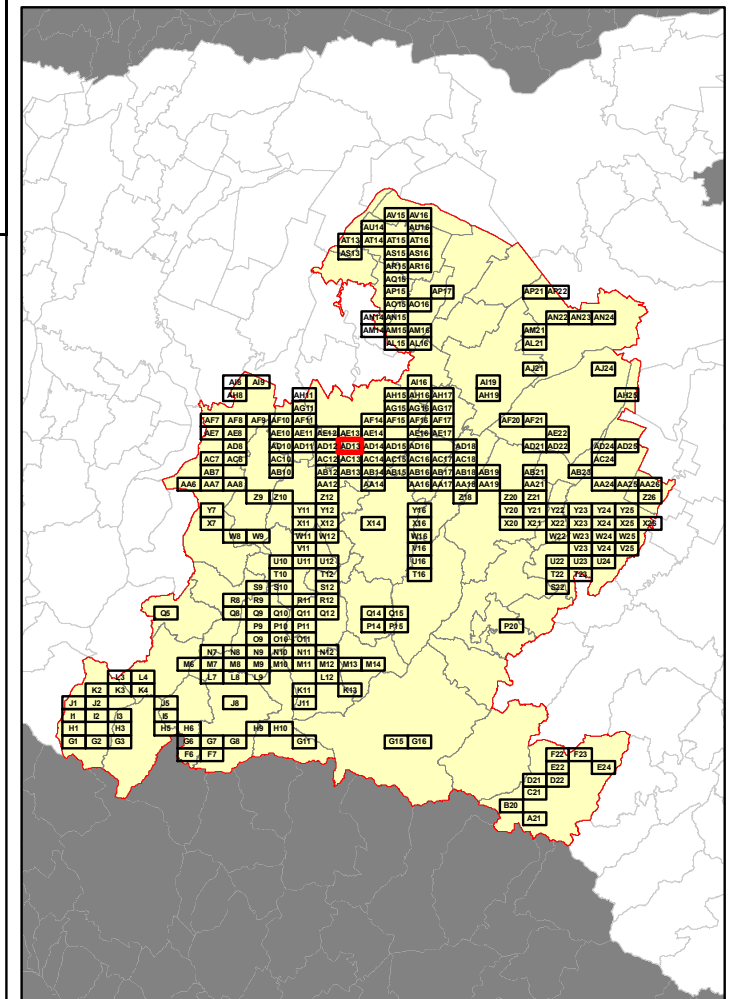 AV15 AV16
AU14 AU16
AT13 AT14 AT15 AT16
AS13 AS15 AS16
AR15 AR16
AQ15
AP15 AP17 AP21 AP22
AO15 AO16
AN14 AN15 AN22 AN23 AN24
AM14 AM15 AM16 AM21
AL15 AL16 AL21
AJ21 AJ24
AI8 AI9 AI16 AI19
AH8 AH11 AH15 AH16 AH17 AH19 AH25
AG11 AG15 AG16 AG17
AF7 AF8 AF9 AF10 AF11 AF14 AF15 AF16 AF17 AF20 AF21
AE7 AE8 AE10 AE11 AE12 AE13 AE14 AE16 AE17 AE22
AD8 AD10 AD11 AD12 AD13 AD14 AD15 AD16 AD18 AD21 AD22 AD24 AD25
AC7 AC8 AC10 AC12 AC13 AC14 AC15 AC16 AC17 AC18 AC24
AB7 AB10 AB12 AB13 AB14 AB15 AB16 AB17 AB18 AB19 AB21 AB23
AA6 AA7 AA8 AA12 AA14 AA16 AA17 AA18 AA19 AA21 AA24 AA25 AA26
Z9 Z10 Z12 Z18 Z20 Z21 Z26
Y7 Y11 Y12 Y16 Y20 Y21 Y22 Y23 Y24 Y25
X7 X11 X12 X14 X16 X20 X21 X22 X23 X24 X25 X26
W8 W9 W11 W12 W16 W22 W23 W24 W25
V11 V16 V23 V24 V25
U10 U11 U12 U16 U22 U23 U24
T10 T12 T16 T22 T23
S9 S10 S12 S22
R8 R9 R11 R12
Q5 Q8 Q9 Q10 Q11 Q12 Q14 Q15
P9 P10 P11 P14 P15 P20
O9 O10 O11
N7 N8 N9 N10 N11 N12
M6 M7 M8 M9 M10 M11 M12 M13 M14
L3 L4 L7 L8 L9 L12
K2 K3 K4 K11 K13
J1 J2 J5 J8 J11
I1 I2 I3 I5
H1 H3 H5 H6 H9 H10
G1 G2 G3 G6 G7 G8 G11 G15 G16
F6 F7 F22 F23
E22 E24
D21 D22
C21
B20
A21